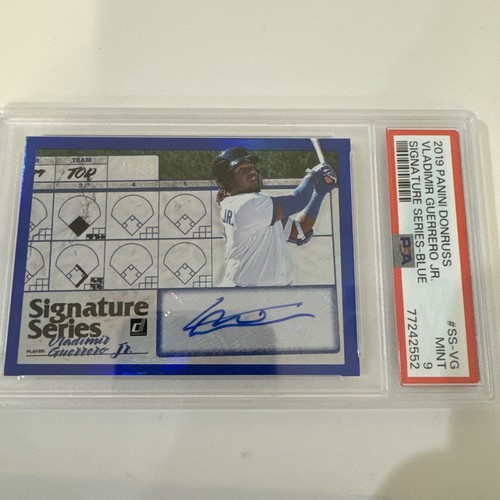 TEAM
TOR
JR.
Signature
Series
PLAYER:
Vladimir
Guerrero Jr.
2019 PANINI DONRUSS
VLADIMIR GUERRERO JR.
SIGNATURE SERIES-BLUE
#SS-VG
MINT
9
77242552
PSA